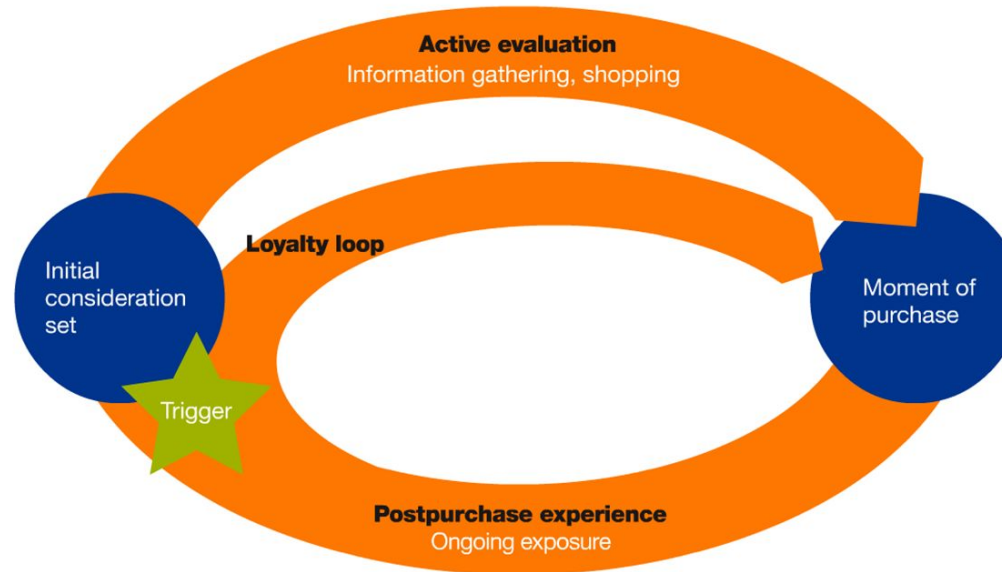 Active evaluation
Information gathering, shopping
Loyalty loop
Initial
consideration
set
Moment of
purchase
Trigger
Postpurchase experience
Ongoing exposure